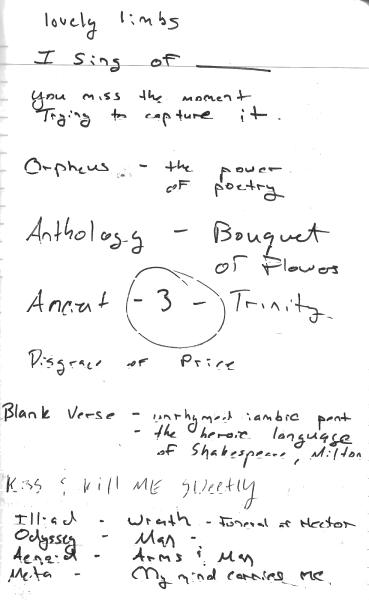 lovely limbs
I sing of ______
You miss the moment
Trying to capture it.
Orpheus - the power
of poetry
Anthology - Bouquet
of Flowers
Ancient - 3 - Trinity
Disgrace of Price
Blank Verse - unrhymed iambic pent
- the heroic language
of Shakespeare, Milton
Kiss & Kill ME SWeetly
Illiad - Wrath - Funeral of Hector
Odyssey - Man -
Aeneid - Arms & Man
Meta - My mind carries me.